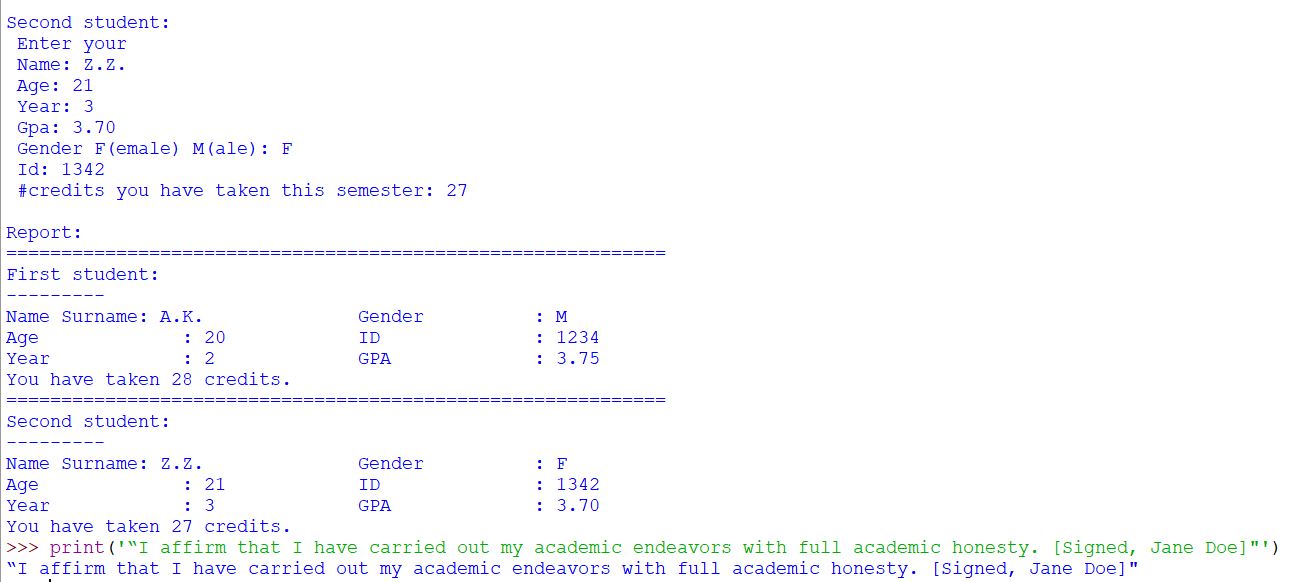 Second student:
Enter your
Name: Z.Z.
Age: 21
Year: 3
Gpa: 3.70
Gender F(emale) M(ale): F
Id: 1342
#credits you have taken this semester: 27
Report:
============================================================
First student:
---------
Name Surname: A.K. Gender : M
Age : 20 ID : 1234
Year : 2 GPA : 3.75
You have taken 28 credits.
============================================================
Second student:
---------
Name Surname: Z.Z. Gender : F
Age : 21 ID : 1342
Year : 3 GPA : 3.70
You have taken 27 credits.
>>> print('“I affirm that I have carried out my academic endeavors with full academic honesty. [Signed, Jane Doe]"')
“I affirm that I have carried out my academic endeavors with full academic honesty. [Signed, Jane Doe]"